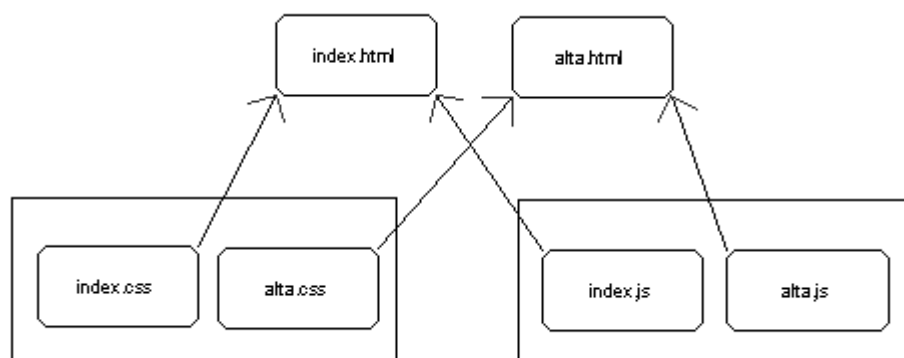 index.html
alta.html
index.css
alta.css
index.js
alta.js